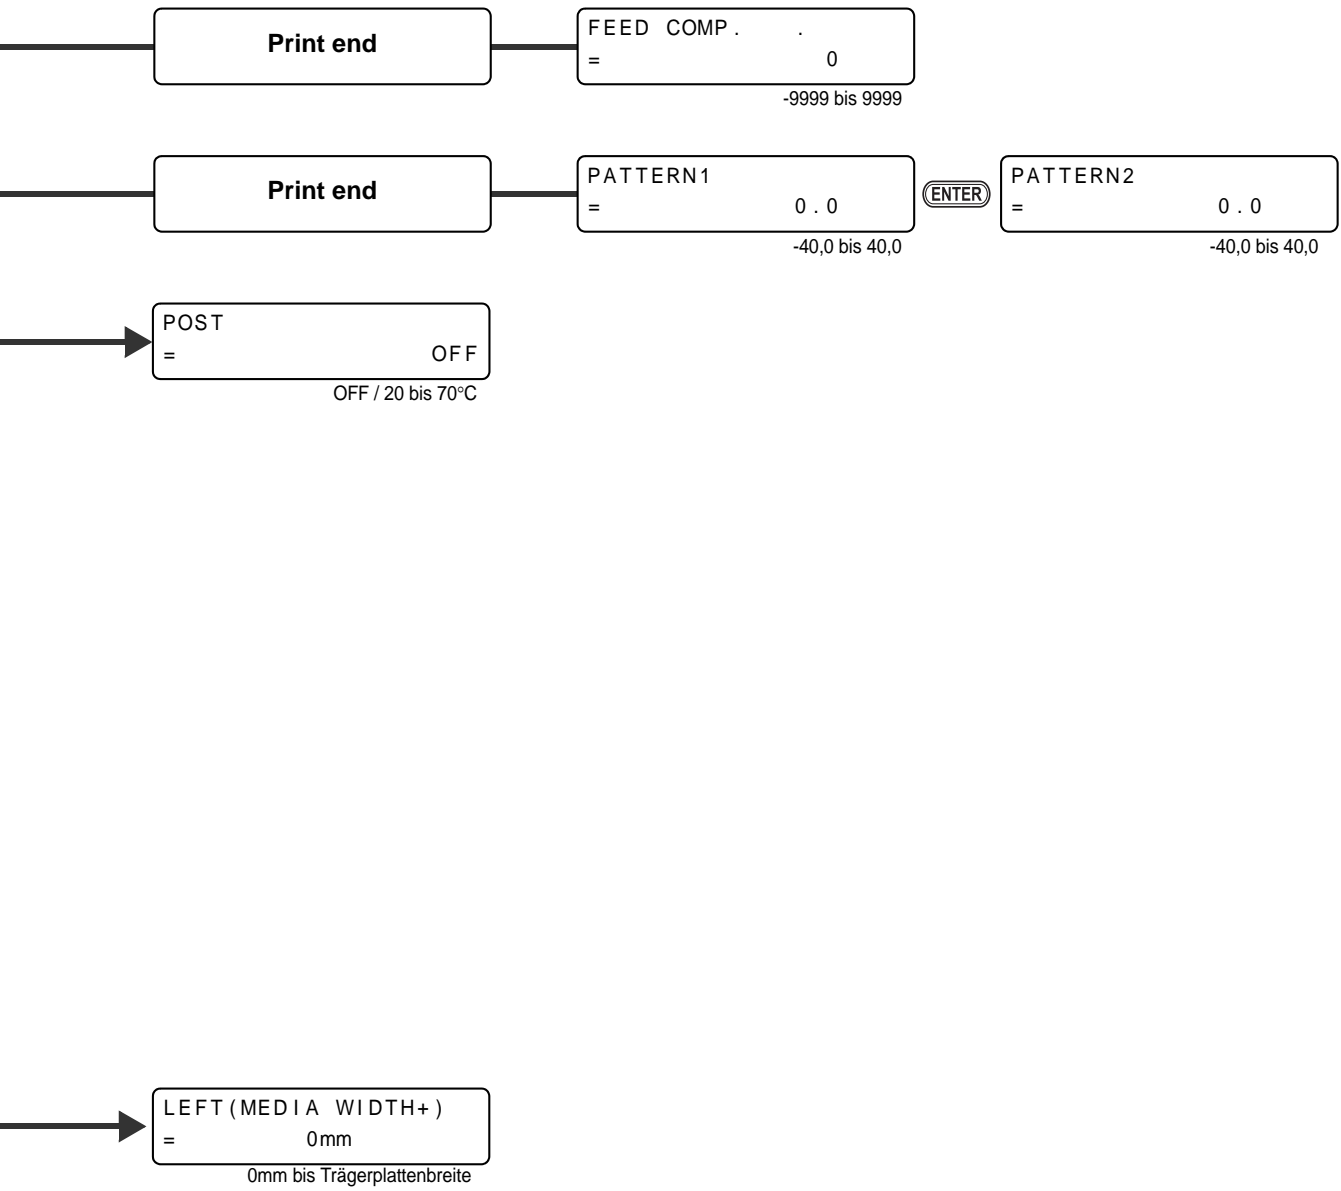 Print end
FEED COMP. .
= 0
-9999 bis 9999
Print end
PATTERN1
= 0.0
-40,0 bis 40,0
ENTER
PATTERN2
= 0.0
-40,0 bis 40,0
POST
= OFF
OFF / 20 bis 70°C
LEFT(MEDIA WIDTH+)
= 0mm
0mm bis Trägerplattenbreite